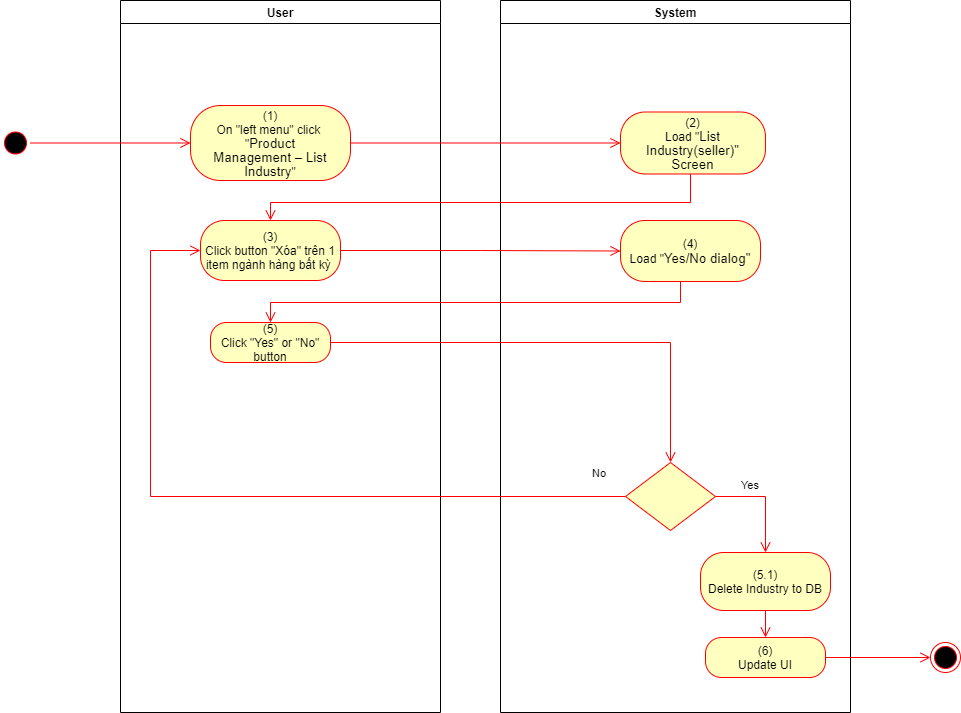 User
System
(1)
On "left menu" click
"Product
Management – List
Industry"
(2)
Load "List
Industry(seller)"
Screen
(3)
Click button "Xóa" trên 1
item ngành hàng bất kỳ
(4)
Load "Yes/No dialog"
(5)
Click "Yes" or "No"
button
No
Yes
(5.1)
Delete Industry to DB
(6)
Update UI